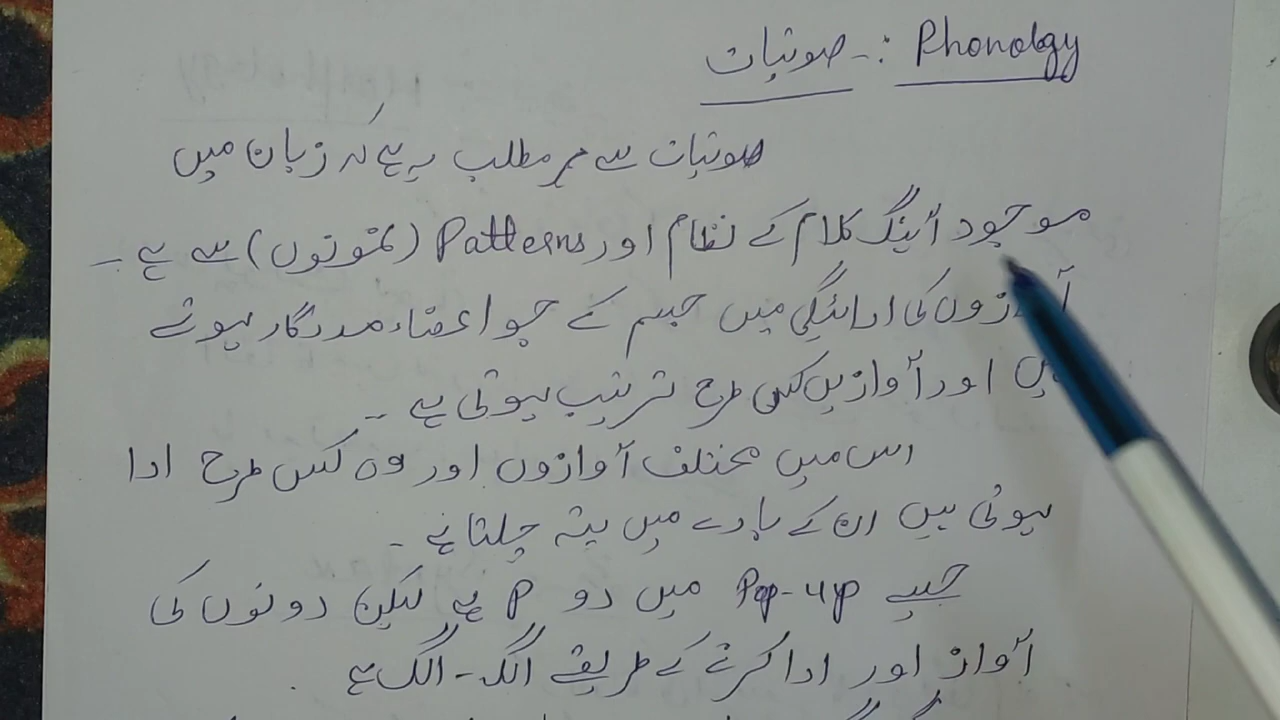 Phonology :- صوتیات
صوتیات سے مطلب یہ ہے کہ زبان میں
موجود آہنگ کلام کے نظام اور Patterns (نمونوں) سے ہے ۔
آوازوں کی ادائیگی میں جسم کے جو اعضاء مددگار ہوتے
ہیں اور آوازیں کس طرح ترتیب ہوتی ہے ۔
اس میں مختلف آوازوں اور وہ کس طرح ادا
ہوتی ہیں ان کے بارے میں پتہ چلتا ہے ۔
جیسے Pop-up میں دو P ہے لیکن دونوں کی
آواز اور ادا کرنے کے طریقے الگ - الگ ہے